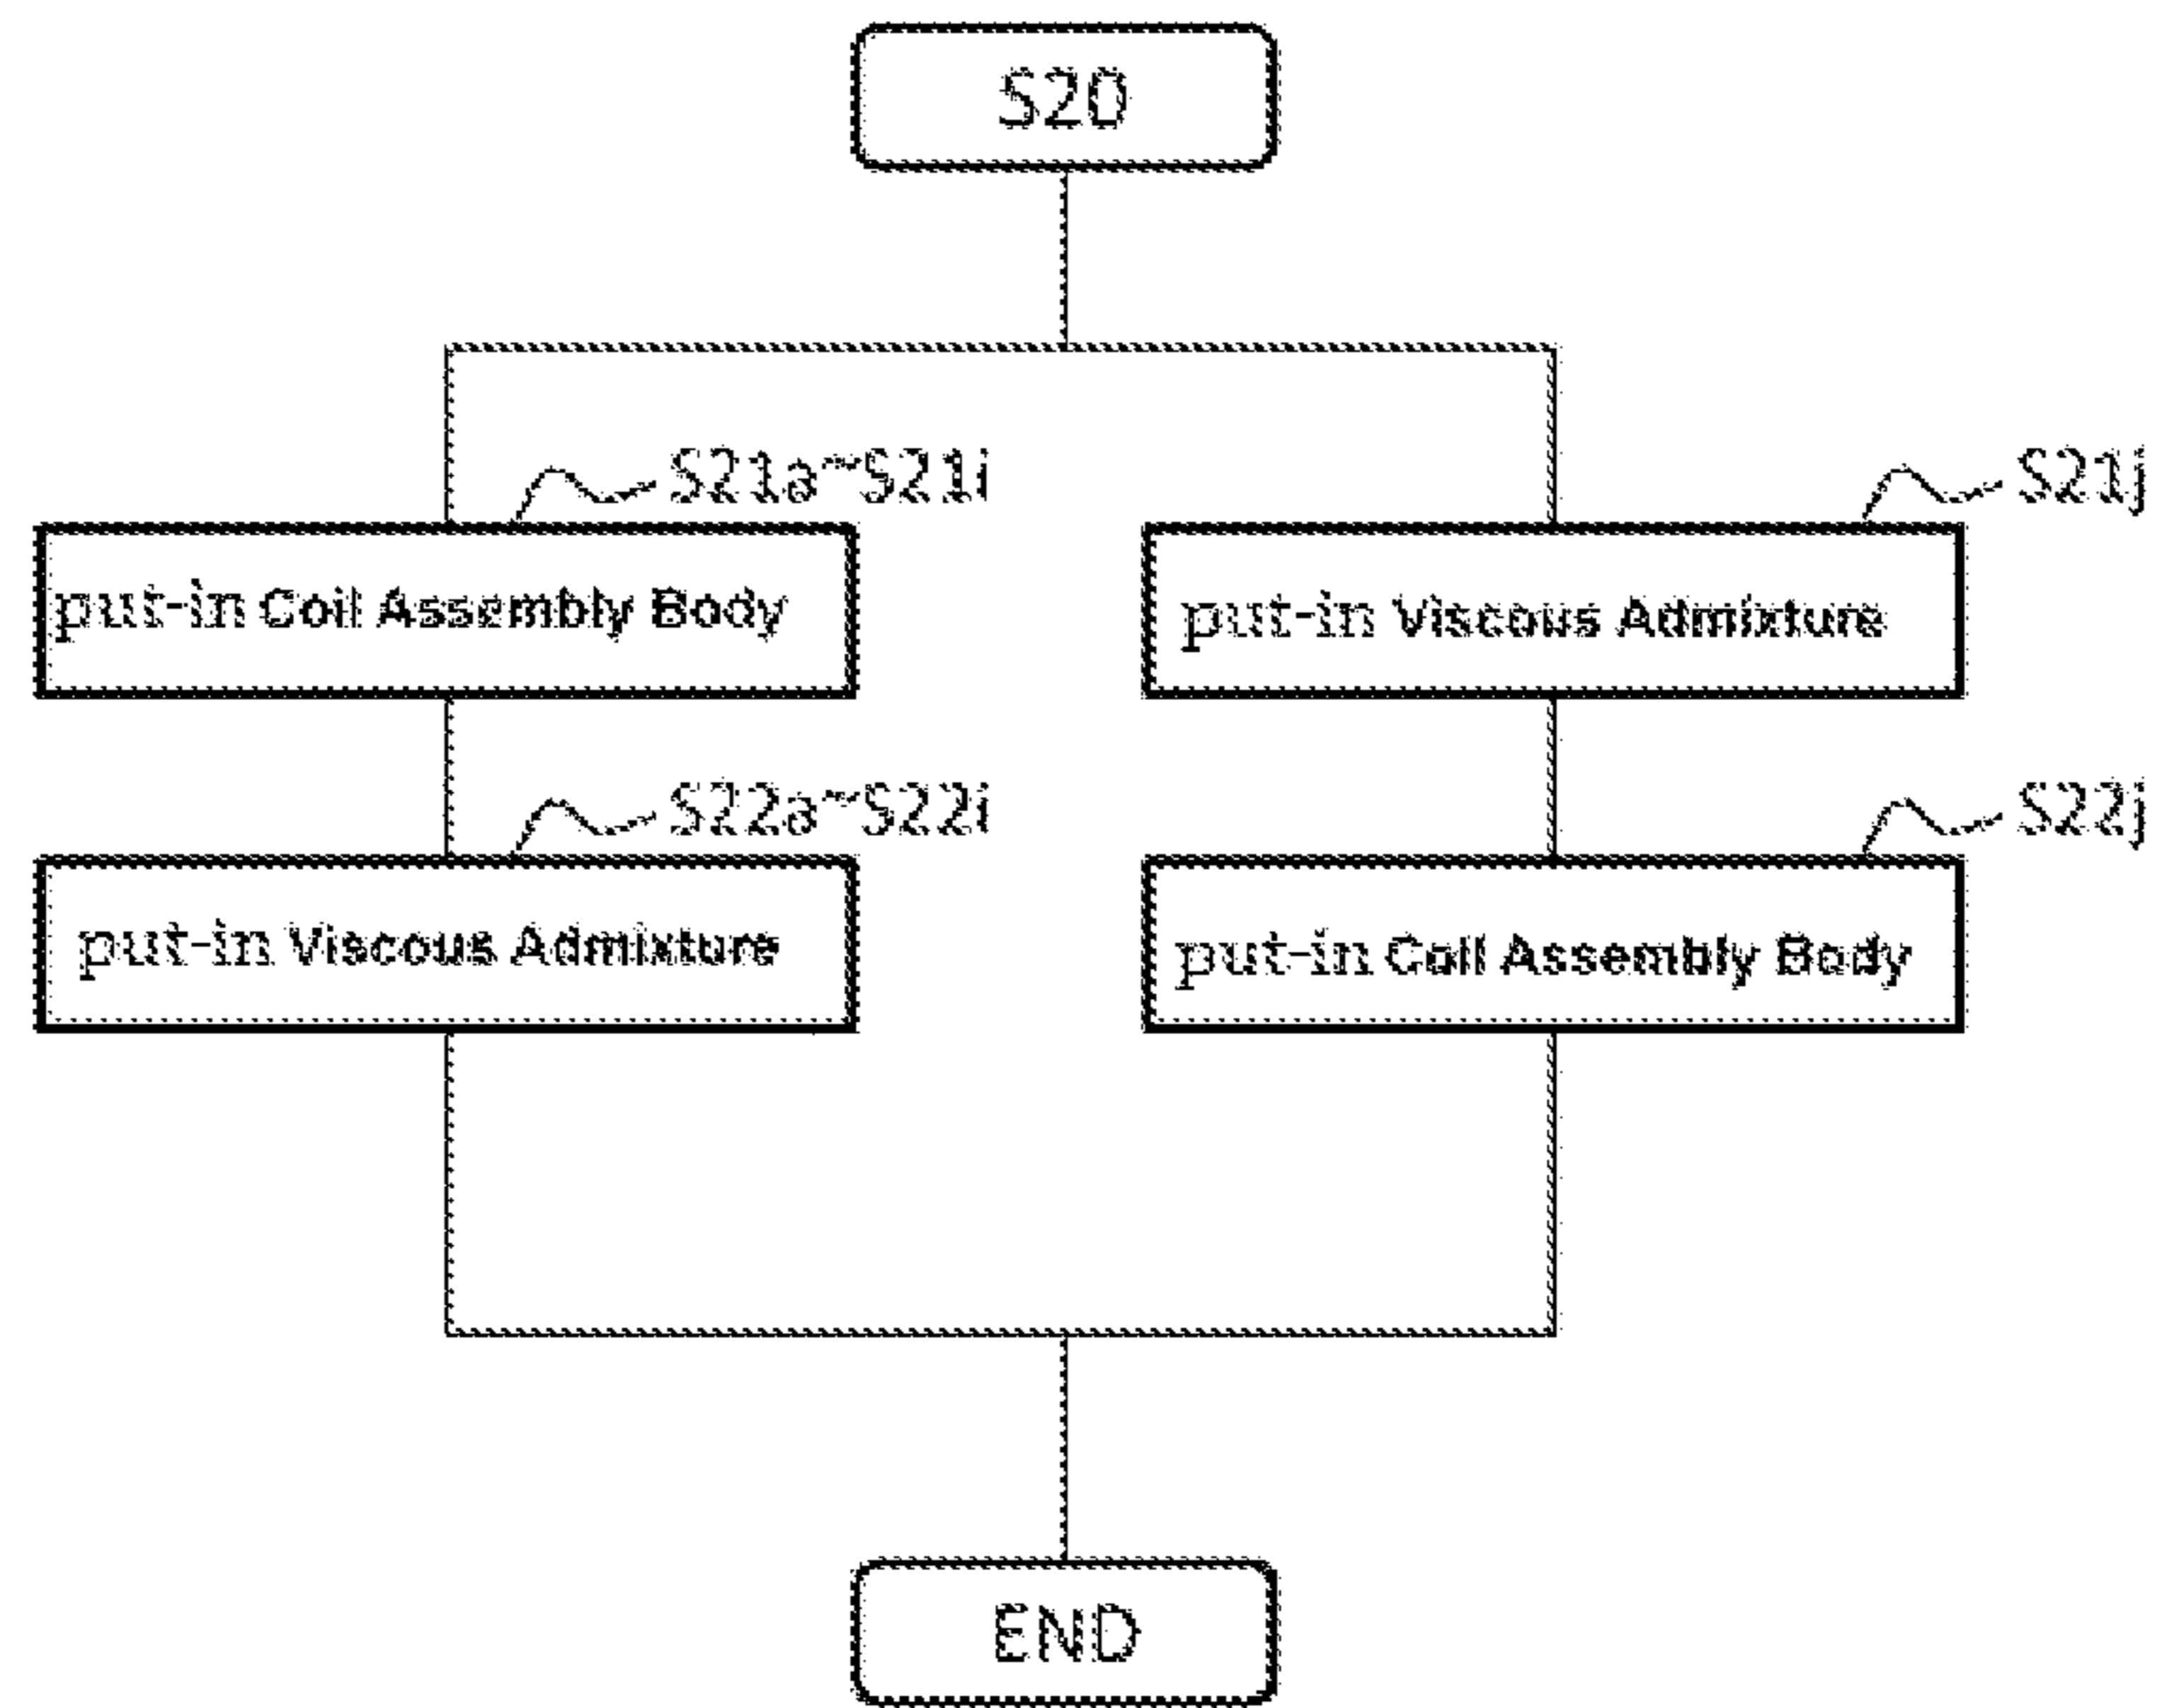 S20
S21a~S21i
S21j
put-in Coil Assembly Body
put-in Viscous Admixture
S22a~S22i
S22j
put-in Viscous Admixture
put-in Coil Assembly Body
END